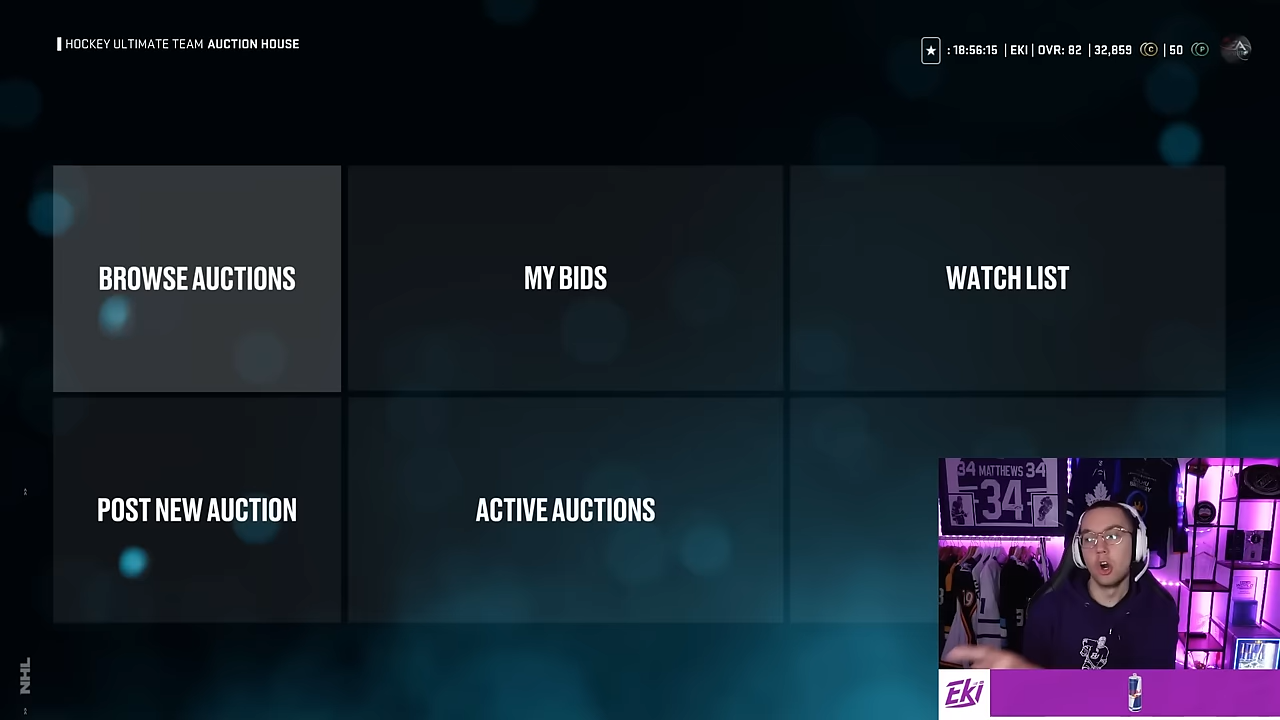 HOCKEY ULTIMATE TEAM AUCTION HOUSE
: 18:56:15 | EKI | OVR: 82 | 32,859 C | 50 P
BROWSE AUCTIONS
MY BIDS
WATCH LIST
POST NEW AUCTION
ACTIVE AUCTIONS
34 MATTHEWS 34
34
NHL
Eki